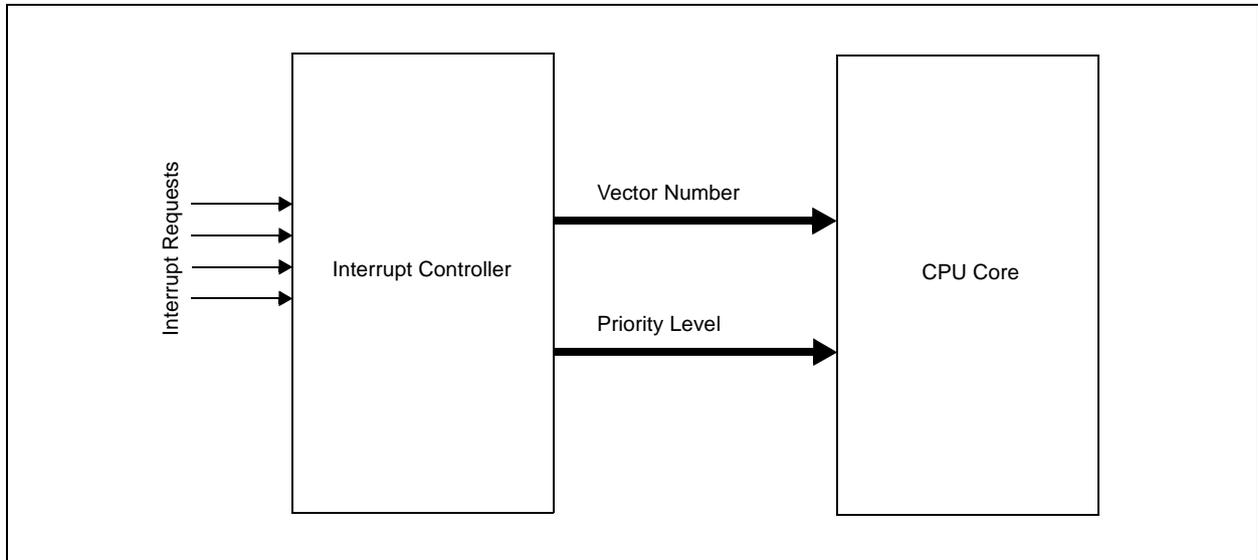 Interrupt Requests
Interrupt Controller
Vector Number
Priority Level
CPU Core